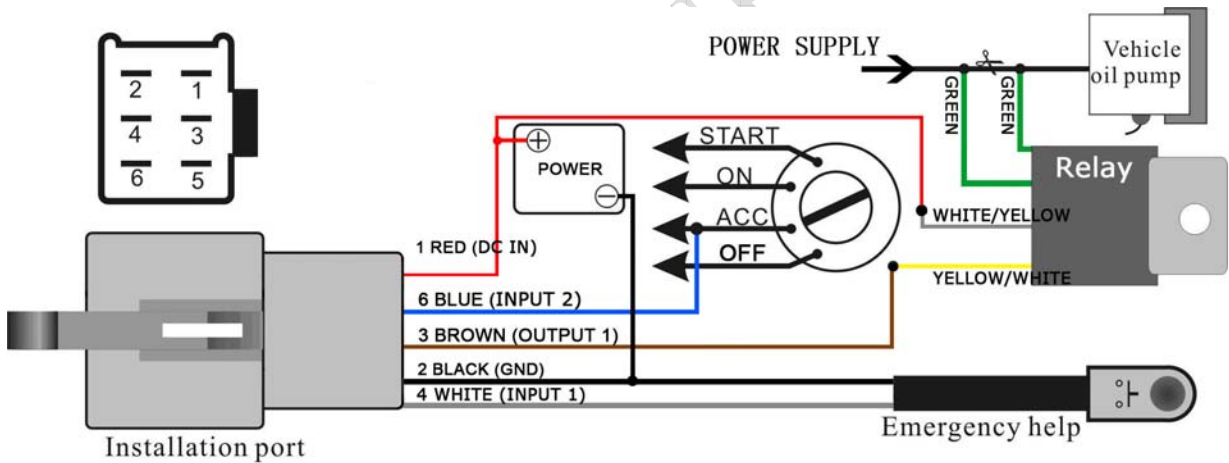 POWER SUPPLY
Vehicle
oil pump
GREEN
GREEN
2 1
4 3
6 5
START
+
POWER
−
ON
ACC
OFF
Relay
WHITE/YELLOW
YELLOW/WHITE
1 RED (DC IN)
6 BLUE (INPUT 2)
3 BROWN (OUTPUT 1)
2 BLACK (GND)
4 WHITE (INPUT 1)
Installation port
Emergency help